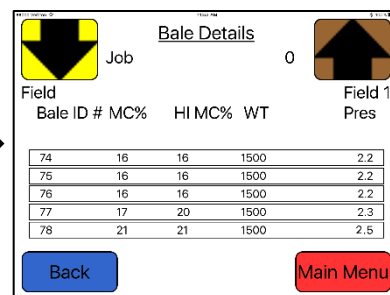 Bale Details
Job 0
Field Field 1
Bale ID # MC% HI MC% WT Pres
74 16 16 1500 2.2
75 16 16 1500 2.2
76 16 16 1500 2.2
77 17 20 1500 2.3
78 21 21 1500 2.5
Back Main Menu